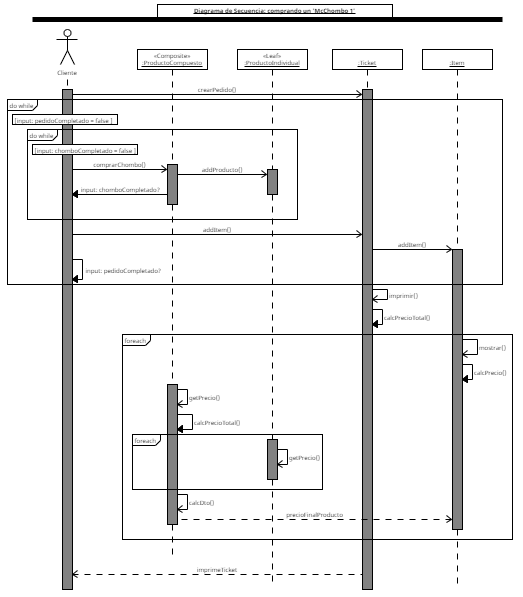 Diagrama de Secuencia: comprando un 'McChombo 1'
Cliente
«Composite»
:ProductoCompuesto
«Leaf»
:ProductoIndividual
:Ticket
:Item
crearPedido()
do while
[input: pedidoCompletado = false ]
do while
[input: chomboCompletado = false ]
comprarChombo()
addProducto()
input: chomboCompletado?
addItem()
addItem()
input: pedidoCompletado?
imprimir()
calcPrecioTotal()
foreach
mostrar()
calcPrecio()
getPrecio()
calcPrecioTotal()
foreach
getPrecio()
calcDto()
precioFinalProducto
imprimeTicket